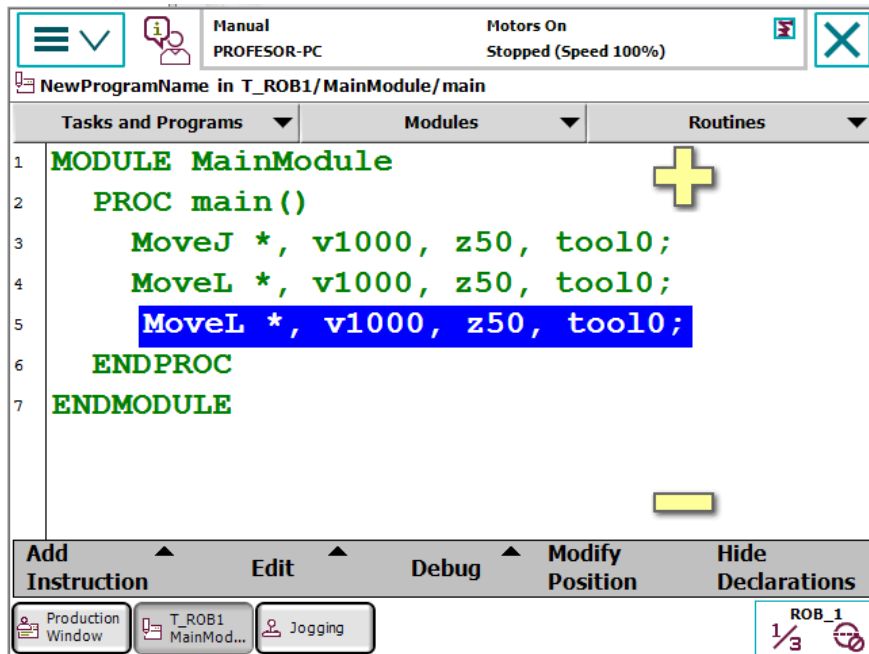 Manual
PROFESOR-PC
Motors On
Stopped (Speed 100%)
NewProgramName in T_ROB1/MainModule/main
Tasks and Programs
Modules
Routines
1 MODULE MainModule
2 PROC main()
3 MoveJ *, v1000, z50, tool0;
4 MoveL *, v1000, z50, tool0;
5 MoveL *, v1000, z50, tool0;
6 ENDPROC
7 ENDMODULE
Add
Instruction
Edit
Debug
Modify
Position
Hide
Declarations
Production
Window
T_ROB1
MainMod...
Jogging
ROB_1
1/3